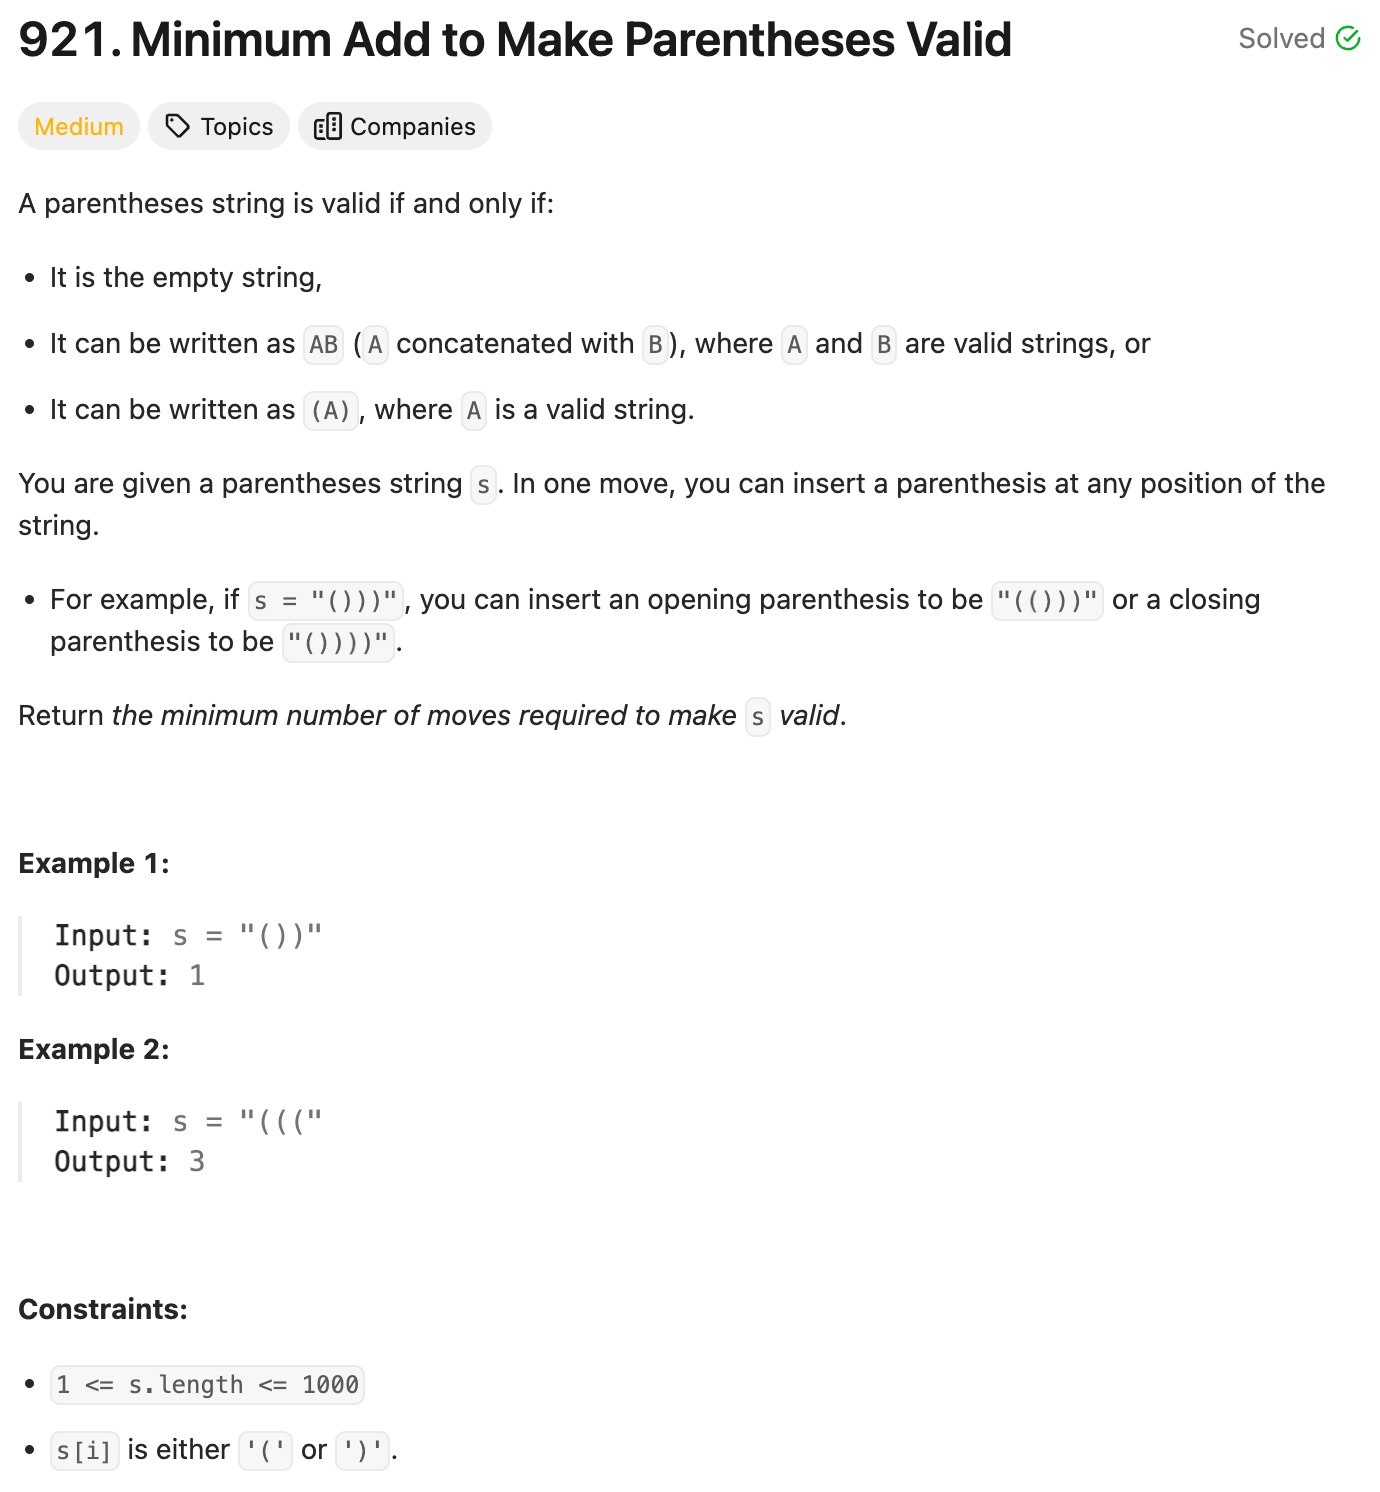 921. Minimum Add to Make Parentheses Valid
Solved
Medium Topics Companies
A parentheses string is valid if and only if:
• It is the empty string,
• It can be written as AB (A concatenated with B), where A and B are valid strings, or
• It can be written as (A), where A is a valid string.
You are given a parentheses string s. In one move, you can insert a parenthesis at any position of the
string.
• For example, if s = "()))", you can insert an opening parenthesis to be "(()))" or a closing
parenthesis to be "())))".
Return the minimum number of moves required to make s valid.
Example 1:
Input: s = "())"
Output: 1
Example 2:
Input: s = "((("
Output: 3
Constraints:
• 1 <= s.length <= 1000
• s[i] is either '(' or ')'.